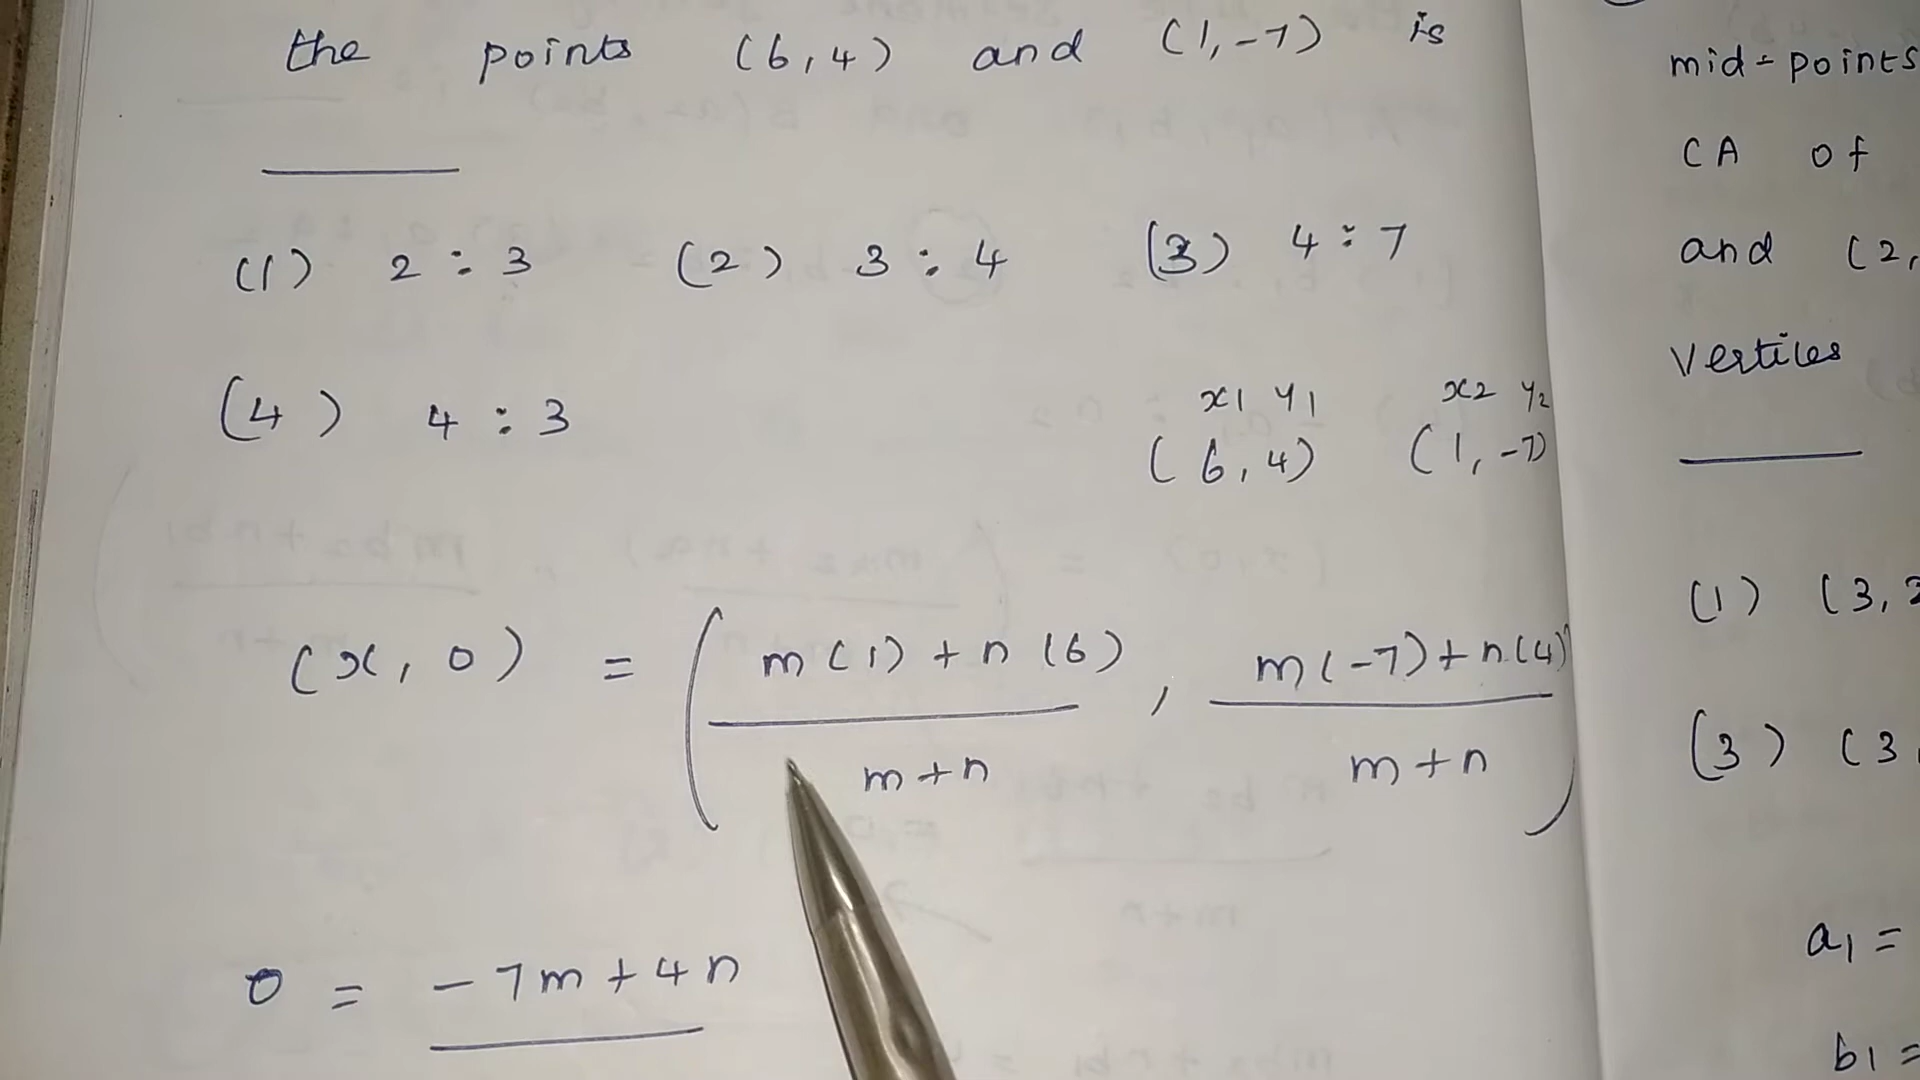 the points (6,4) and (1,-7) is
(1) 2 : 3 (2) 3 : 4 (3) 4 : 7
(4) 4 : 3
x1 y1 x2 y2
(6,4) (1,-7)
(x,0) = ( m(1)+n(6) , m(-7)+n(4) )
m+n m+n
0 = -7m+4n
mid-points
CA of
and (2,
vertices
(1) (3,
(3) (3
a1 =
b1 =